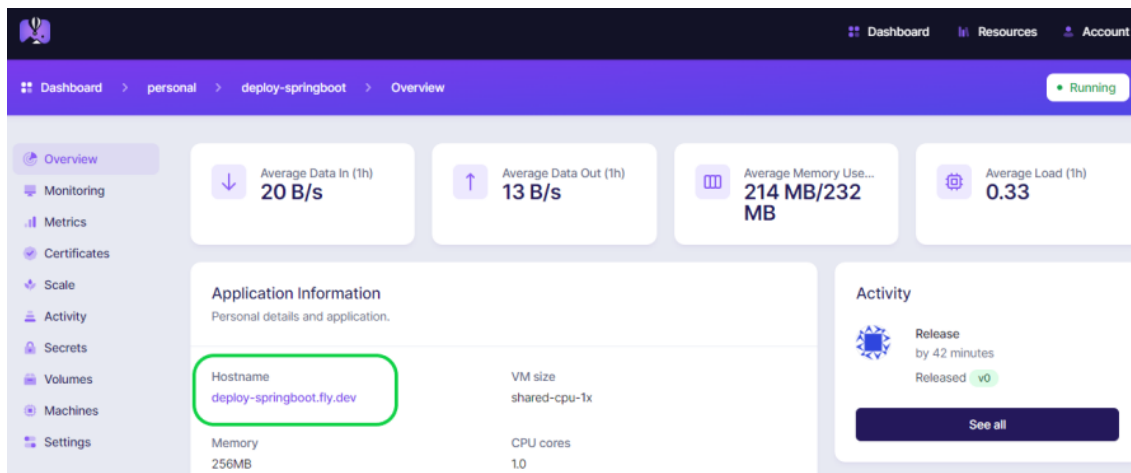 Dashboard
Resources
Account
Dashboard > personal > deploy-springboot > Overview
Running
Overview
Monitoring
Metrics
Certificates
Scale
Activity
Secrets
Volumes
Machines
Settings
Average Data In (1h)
20 B/s
Average Data Out (1h)
13 B/s
Average Memory Use...
214 MB/232
MB
Average Load (1h)
0.33
Application Information
Personal details and application.
Hostname
deploy-springboot.fly.dev
VM size
shared-cpu-1x
Memory
256MB
CPU cores
1.0
Activity
Release
by 42 minutes
Released v0
See all